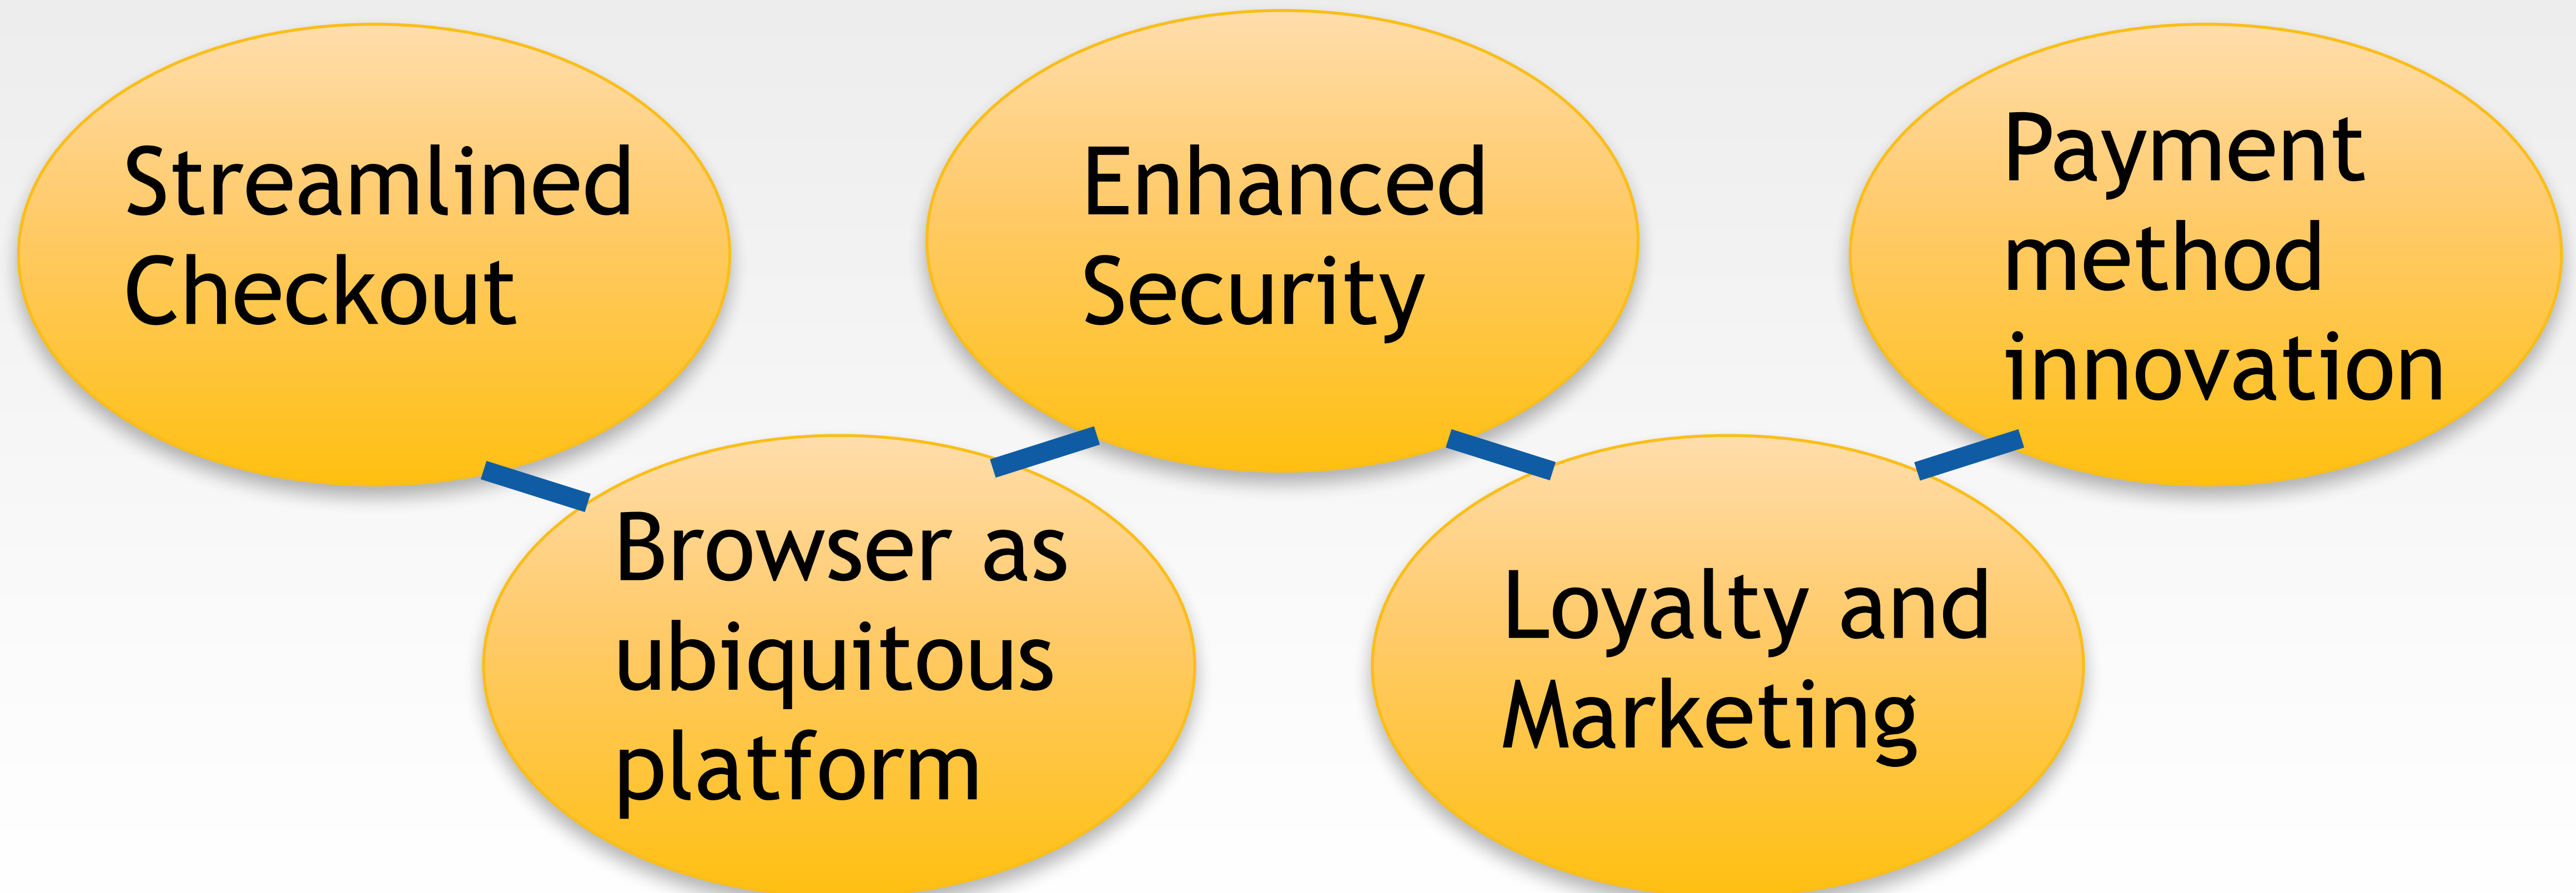 Streamlined
Checkout
Browser as
ubiquitous
platform
Enhanced
Security
Loyalty and
Marketing
Payment
method
innovation